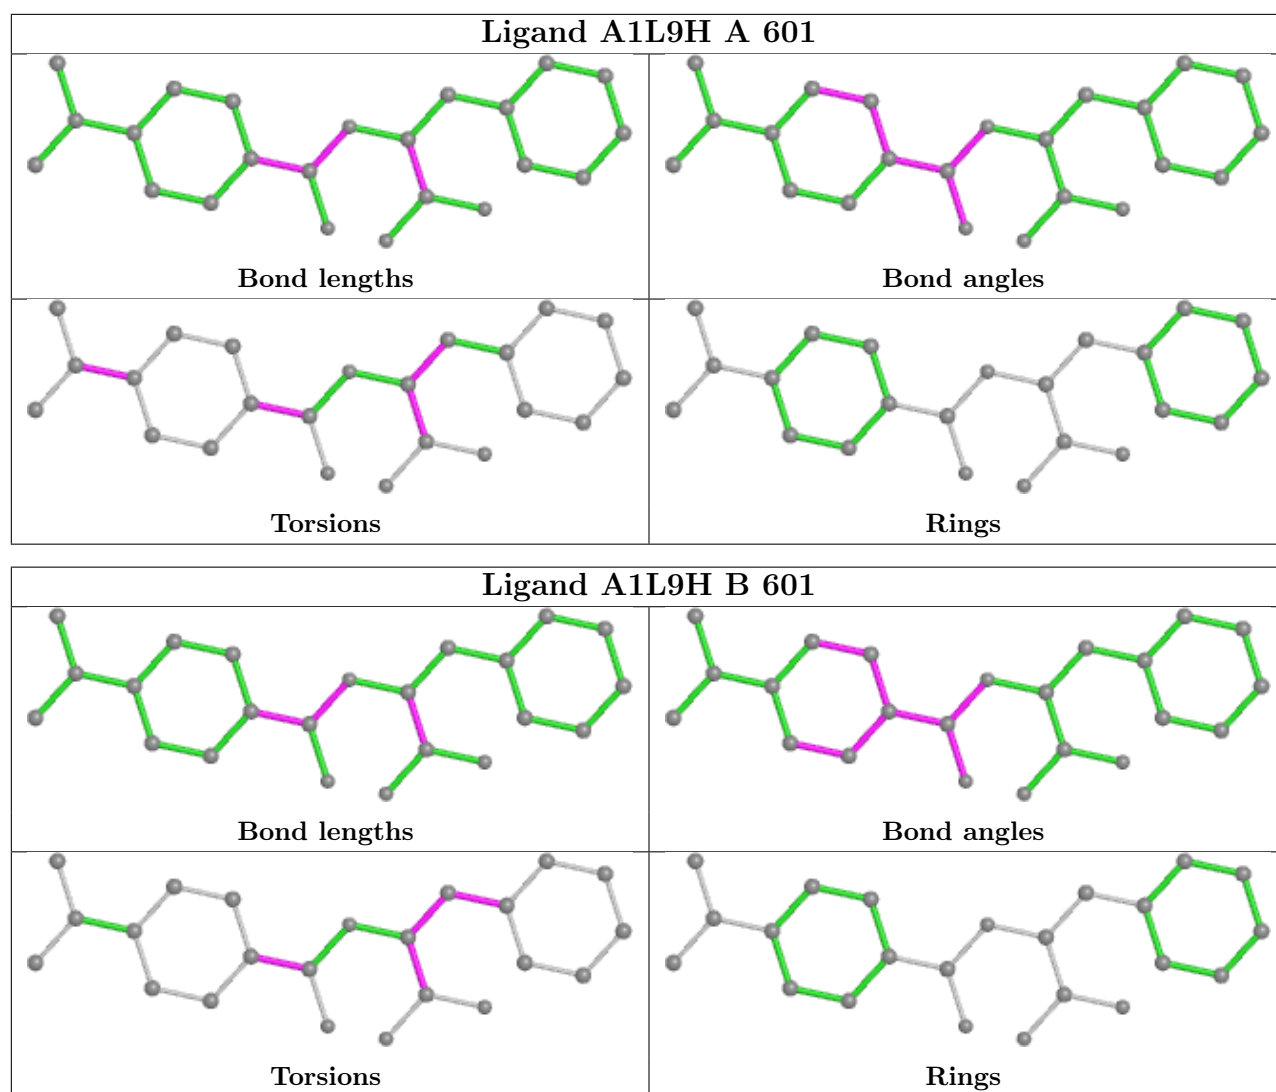 Ligand A1L9H A 601
Bond lengths
Bond angles
Torsions
Rings
Ligand A1L9H B 601
Bond lengths
Bond angles
Torsions
Rings